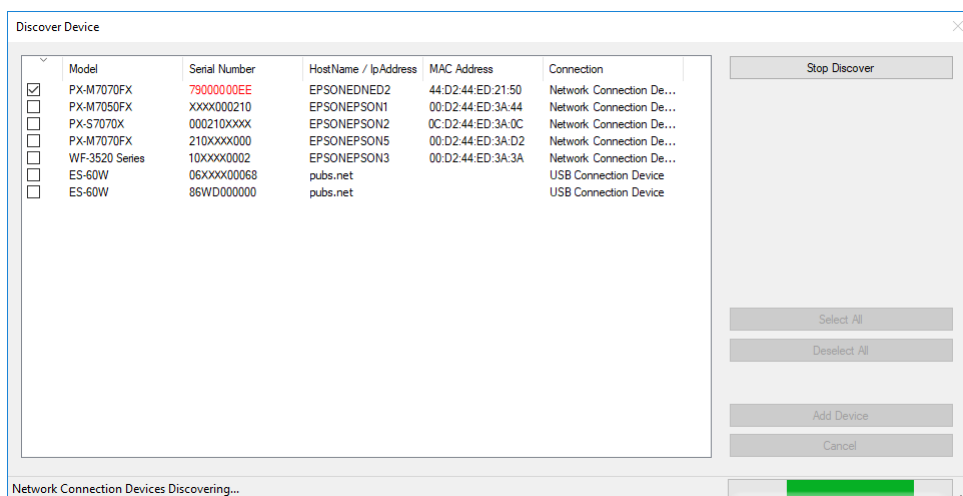 Discover Device
Model Serial Number HostName / IpAddress MAC Address Connection
PX-M7070FX 79000000EE EPSONEDNED2 44:D2:44:ED:21:50 Network Connection De...
PX-M7050FX XXXX000210 EPSONEPSON1 00:D2:44:ED:3A:44 Network Connection De...
PX-S7070X 000210XXXX EPSONEPSON2 0C:D2:44:ED:3A:0C Network Connection De...
PX-M7070FX 210XXXX000 EPSONEPSON5 00:D2:44:ED:3A:D2 Network Connection De...
WF-3520 Series 10XXXX0002 EPSONEPSON3 00:D2:44:ED:3A:3A Network Connection De...
ES-60W 06XXXX00068 pubs.net USB Connection Device
ES-60W 86WD000000 pubs.net USB Connection Device
Stop Discover
Select All
Deselect All
Add Device
Cancel
Network Connection Devices Discovering...